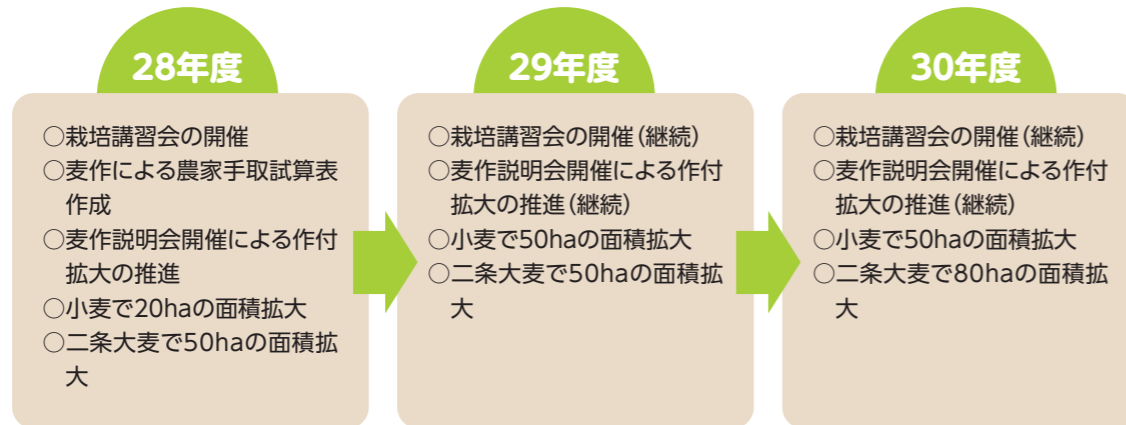 28年度
○栽培講習会の開催
○麦作による農家手取試算表
作成
○麦作説明会開催による作付
拡大の推進
○小麦で20haの面積拡大
○二条大麦で50haの面積拡
大
29年度
○栽培講習会の開催(継続)
○麦作説明会開催による作付
拡大の推進(継続)
○小麦で50haの面積拡大
○二条大麦で50haの面積拡
大
30年度
○栽培講習会の開催(継続)
○麦作説明会開催による作付
拡大の推進(継続)
○小麦で50haの面積拡大
○二条大麦で80haの面積拡
大